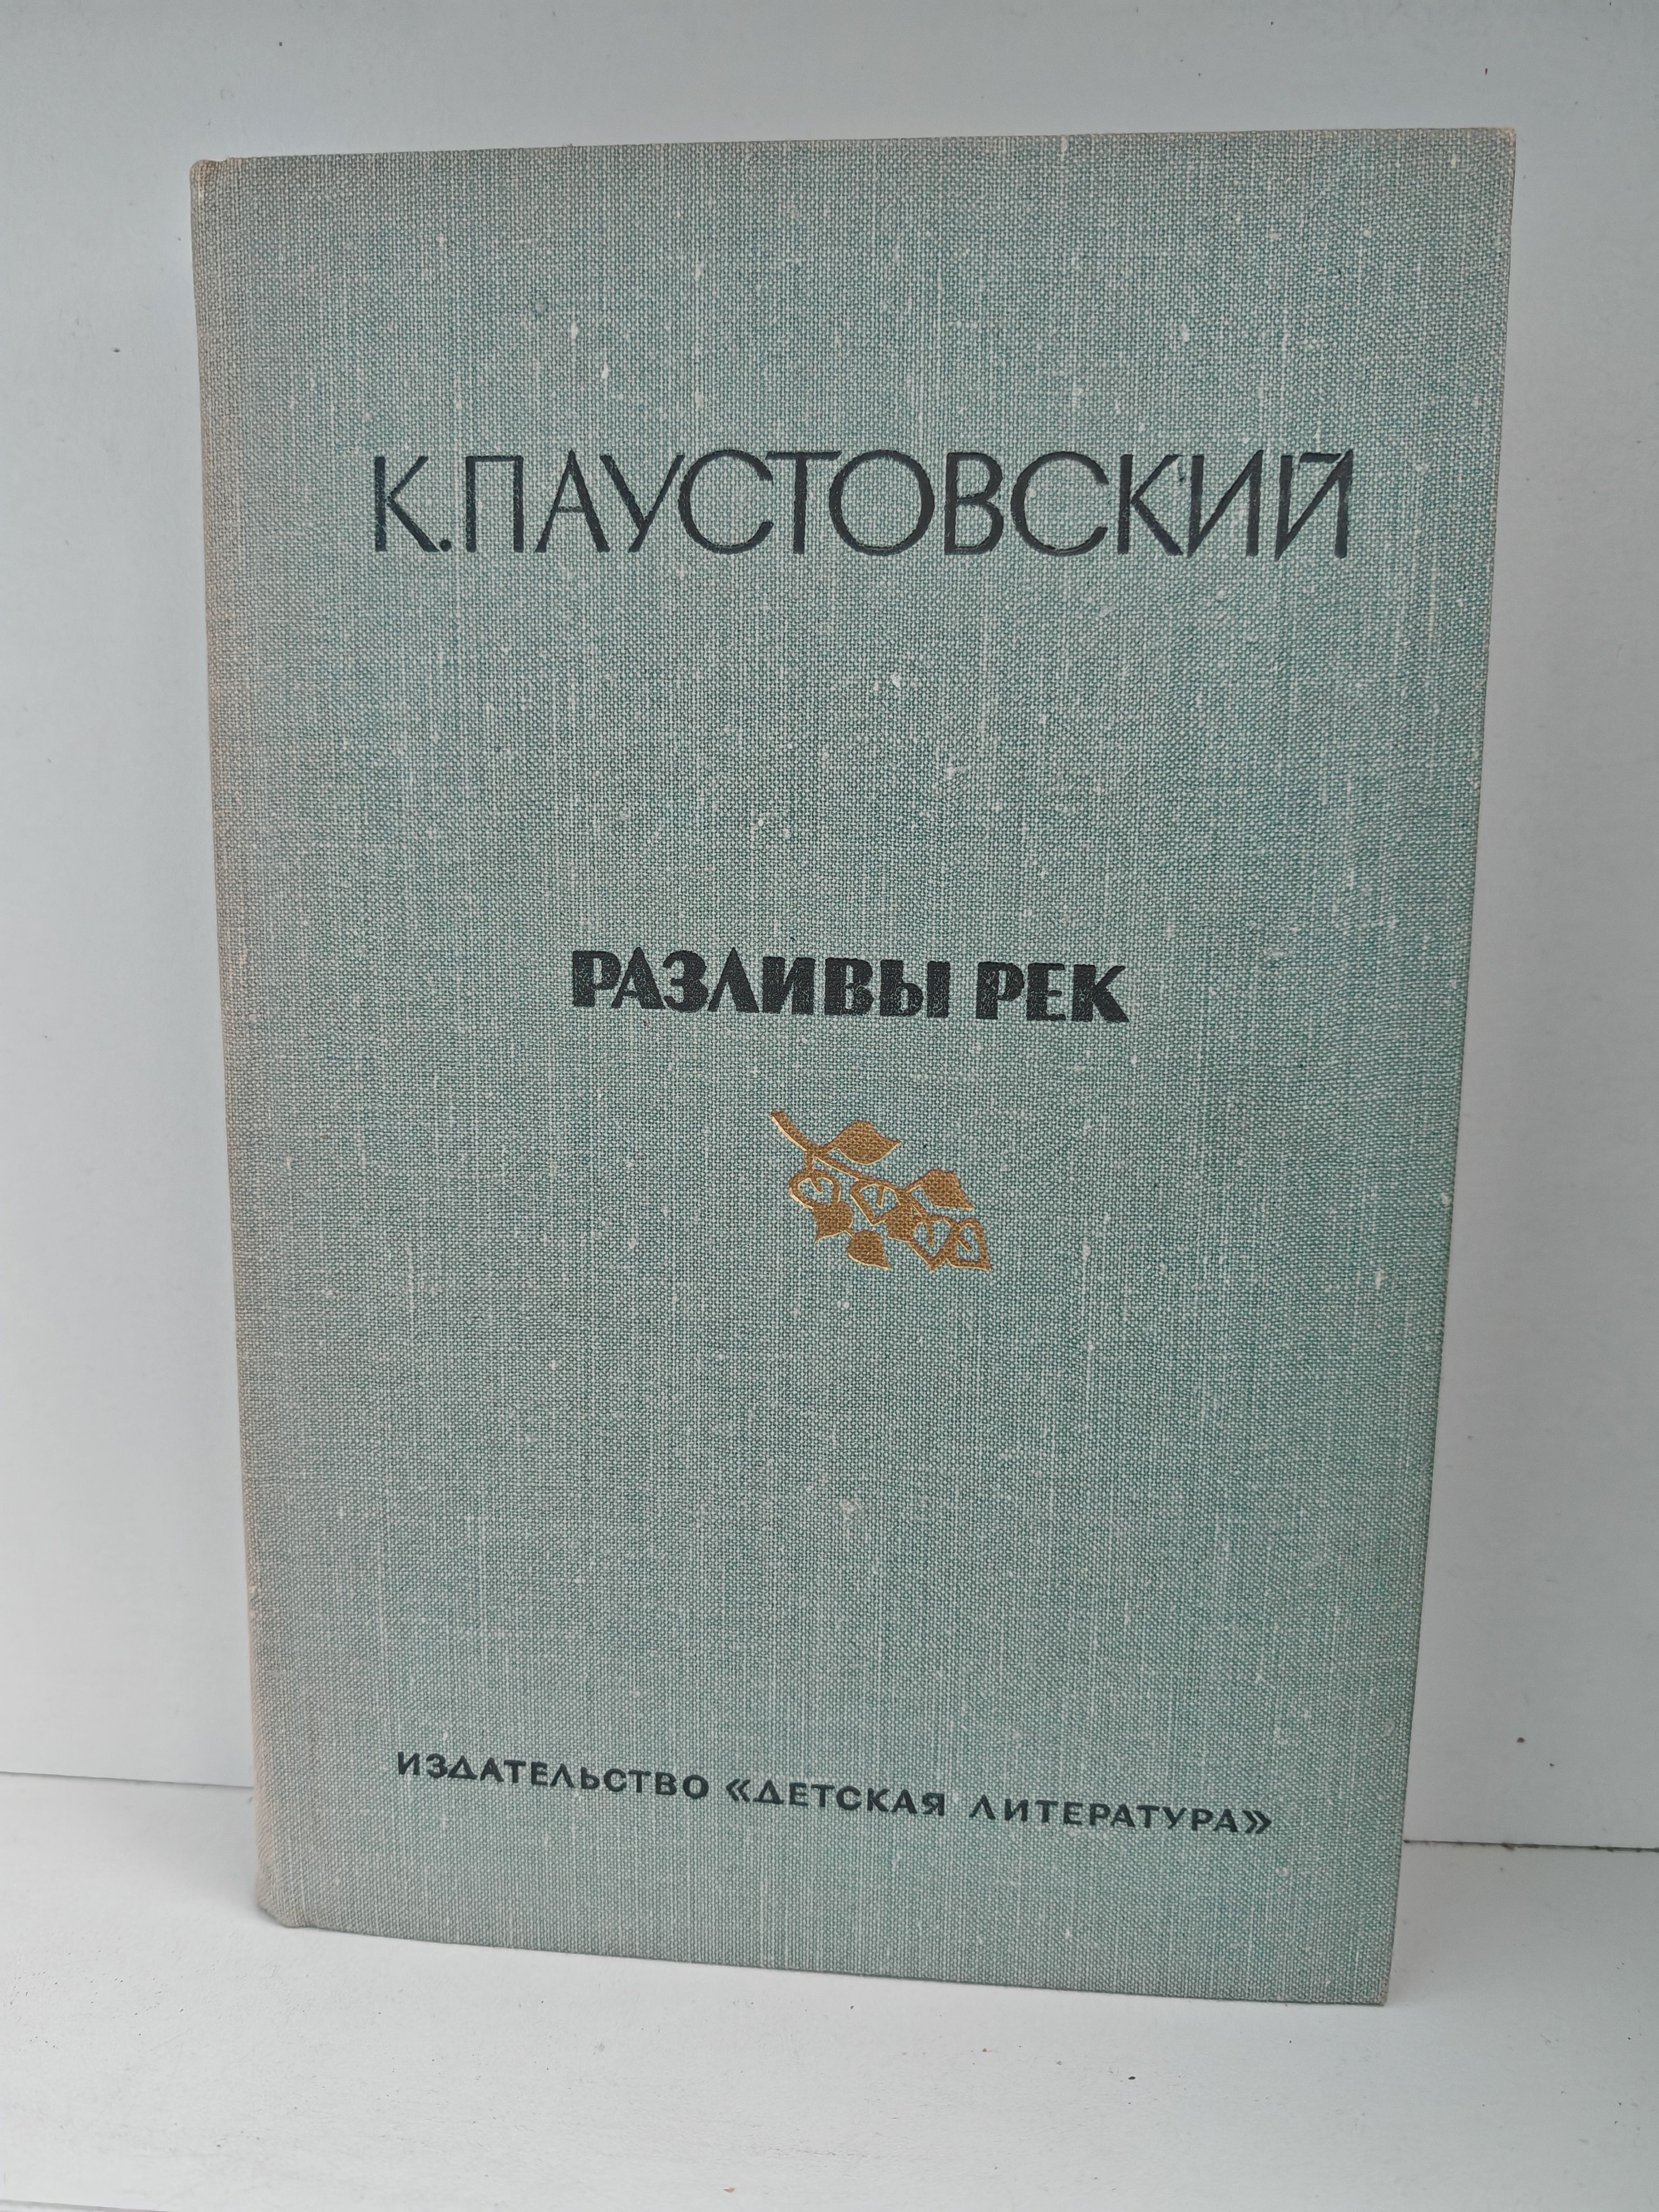 К.ПАУСТОВСКИЙ
РАЗЛИВЫ РЕК
ИЗДАТЕЛЬСТВО «ДЕТСКАЯ ЛИТЕРАТУРА»